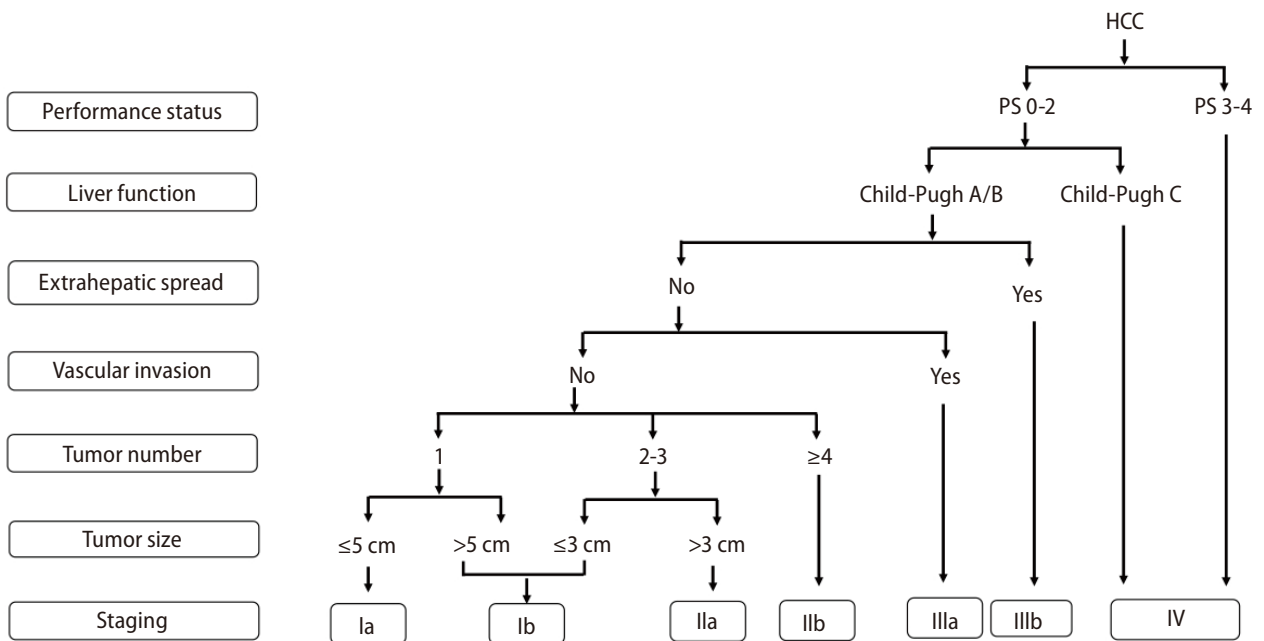 HCC
Performance status
PS 0-2
PS 3-4
Liver function
Child-Pugh A/B
Child-Pugh C
Extrahepatic spread
No
Yes
Vascular invasion
No
Yes
Tumor number
1
2-3
≥4
Tumor size
≤5 cm
>5 cm
≤3 cm
>3 cm
Staging
Ia
Ib
IIa
IIb
IIIa
IIIb
IV